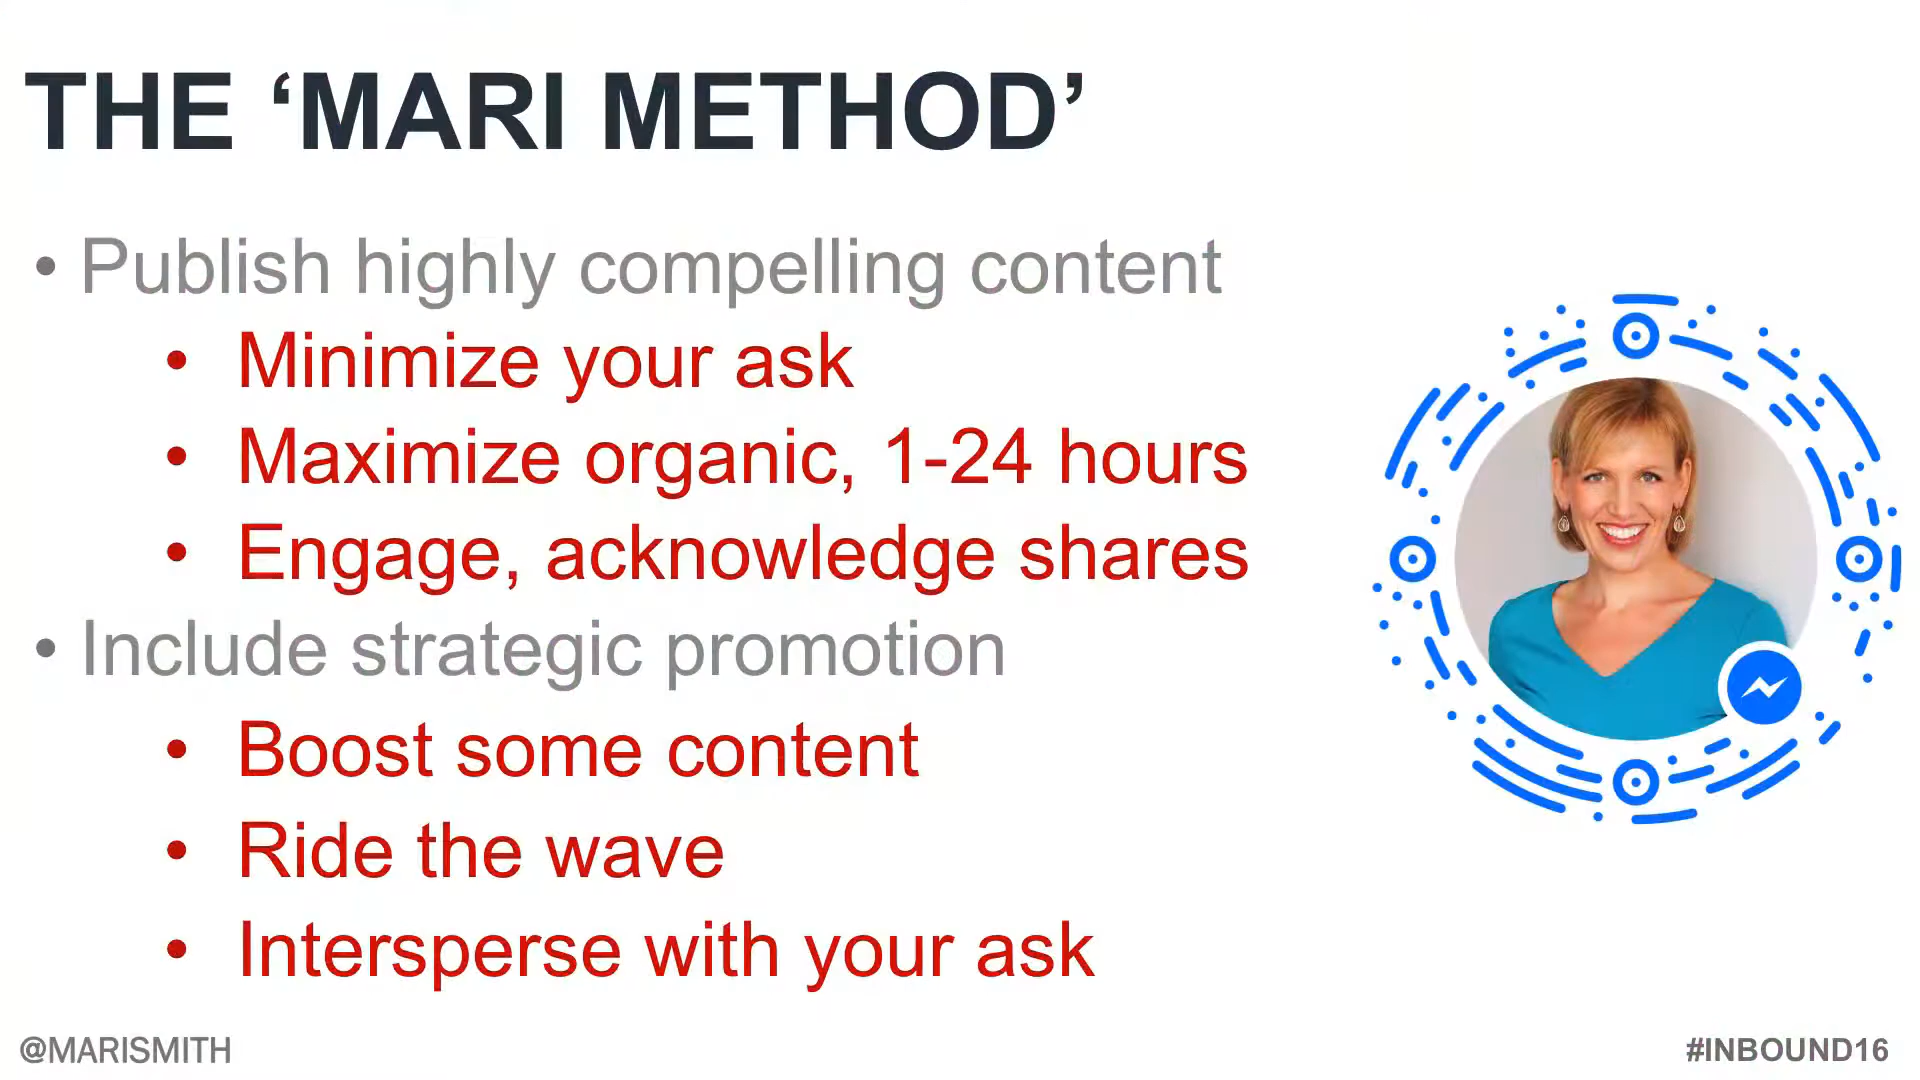 THE ‘MARI METHOD’
• Publish highly compelling content
• Minimize your ask
• Maximize organic, 1-24 hours
• Engage, acknowledge shares
• Include strategic promotion
• Boost some content
• Ride the wave
• Intersperse with your ask
@MARISMITH
#INBOUND16